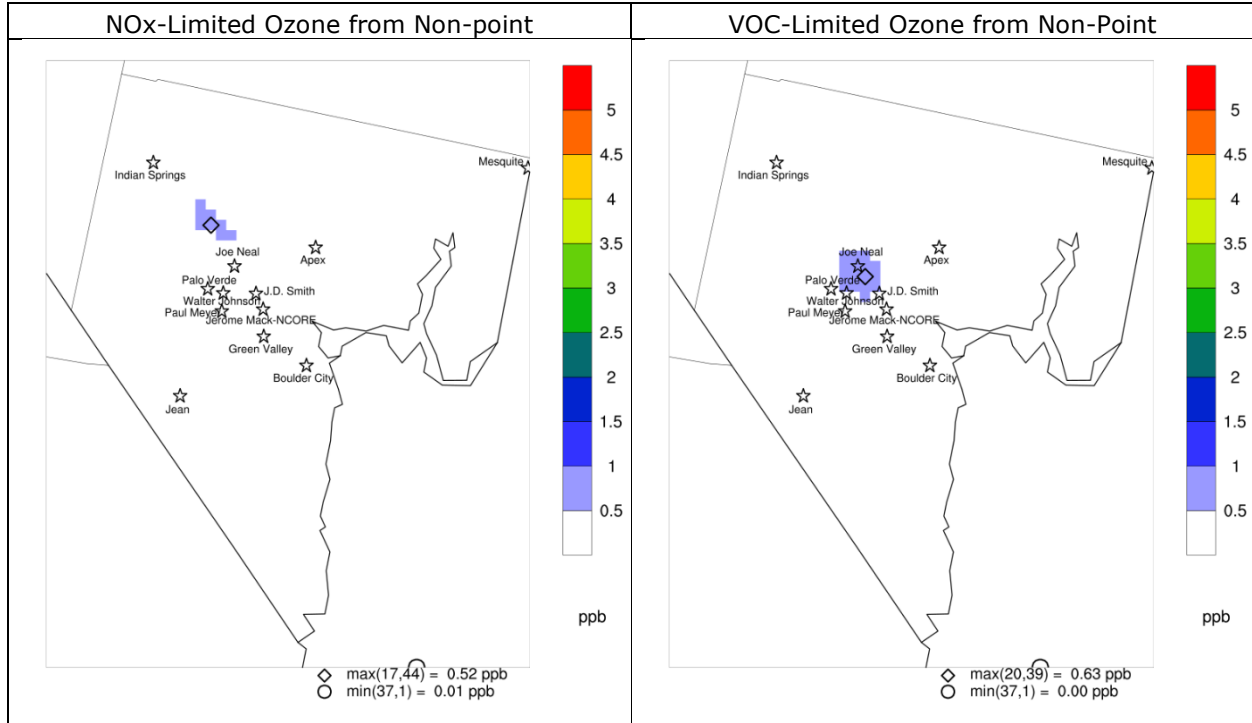 NOx-Limited Ozone from Non-point
Indian Springs
Mesquite
Joe Neal
Apex
Palo Verde
J.D. Smith
Walter Johnson
Paul Meyer
Jerome Mack-NCORE
Green Valley
Boulder City
Jean
5
4.5
4
3.5
3
2.5
2
1.5
1
0.5
ppb
max(17,44) = 0.52 ppb
min(37,1) = 0.01 ppb
VOC-Limited Ozone from Non-Point
Indian Springs
Mesquite
Joe Neal
Apex
Palo Verde
J.D. Smith
Walter Johnson
Paul Meyer
Jerome Mack-NCORE
Green Valley
Boulder City
Jean
5
4.5
4
3.5
3
2.5
2
1.5
1
0.5
ppb
max(20,39) = 0.63 ppb
min(37,1) = 0.00 ppb